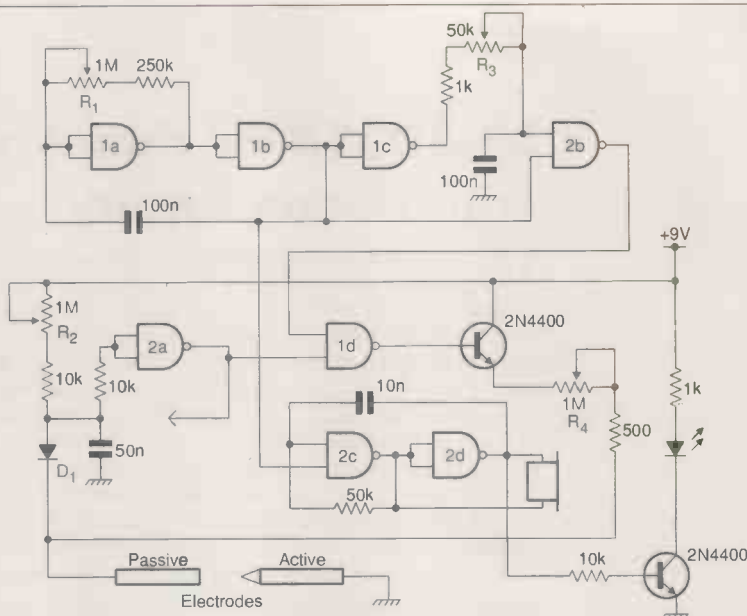 50k
R3
1M
250k
R1
1k
1a
1b
1c
2b
100n
100n
+9V
1M
R2
2a
1d
2N4400
10k
10k
10n
1M
R4
500
1k
50n
D1
2c
2d
50k
Passive
Active
10k
2N4400
Electrodes